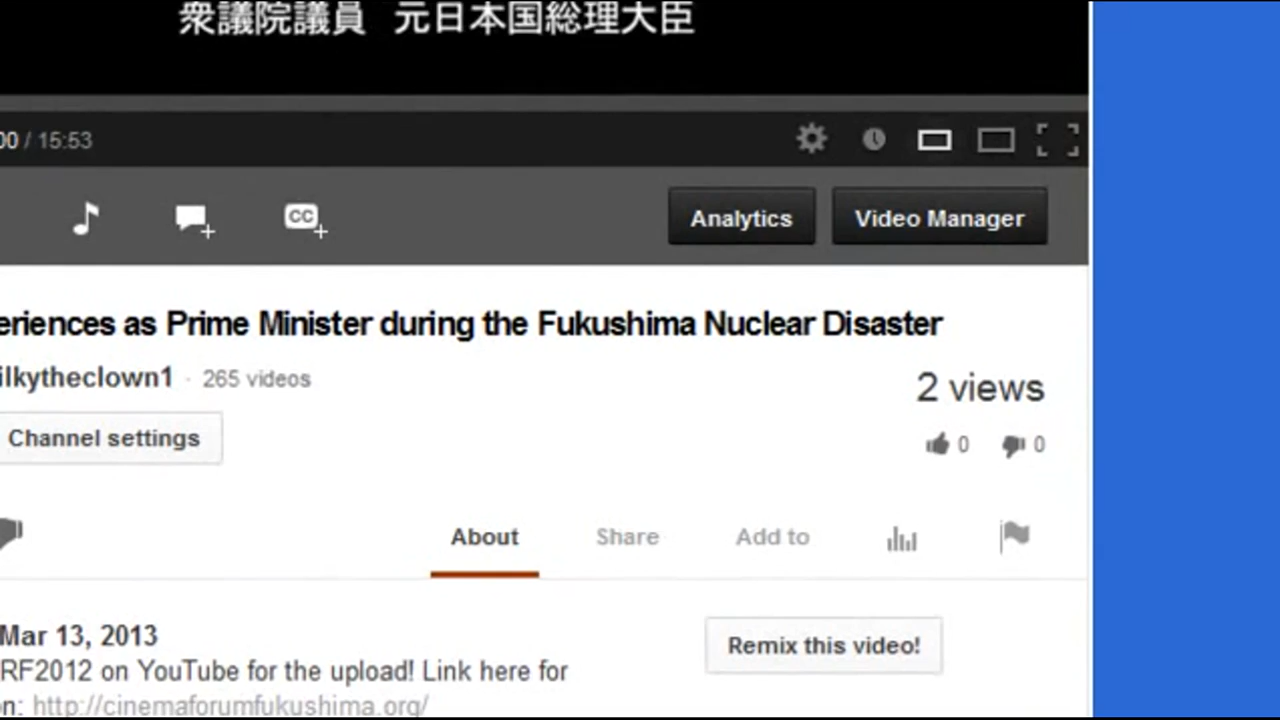 衆議院議員 元日本国総理大臣
00 / 15:53
CC
Analytics
Video Manager
eriences as Prime Minister during the Fukushima Nuclear Disaster
ilkytheclown1 · 265 videos
2 views
Channel settings
0 0
About Share Add to
Mar 13, 2013
Remix this video!
RF2012 on YouTube for the upload! Link here for
n: http://cinemaforumfukushima.org/